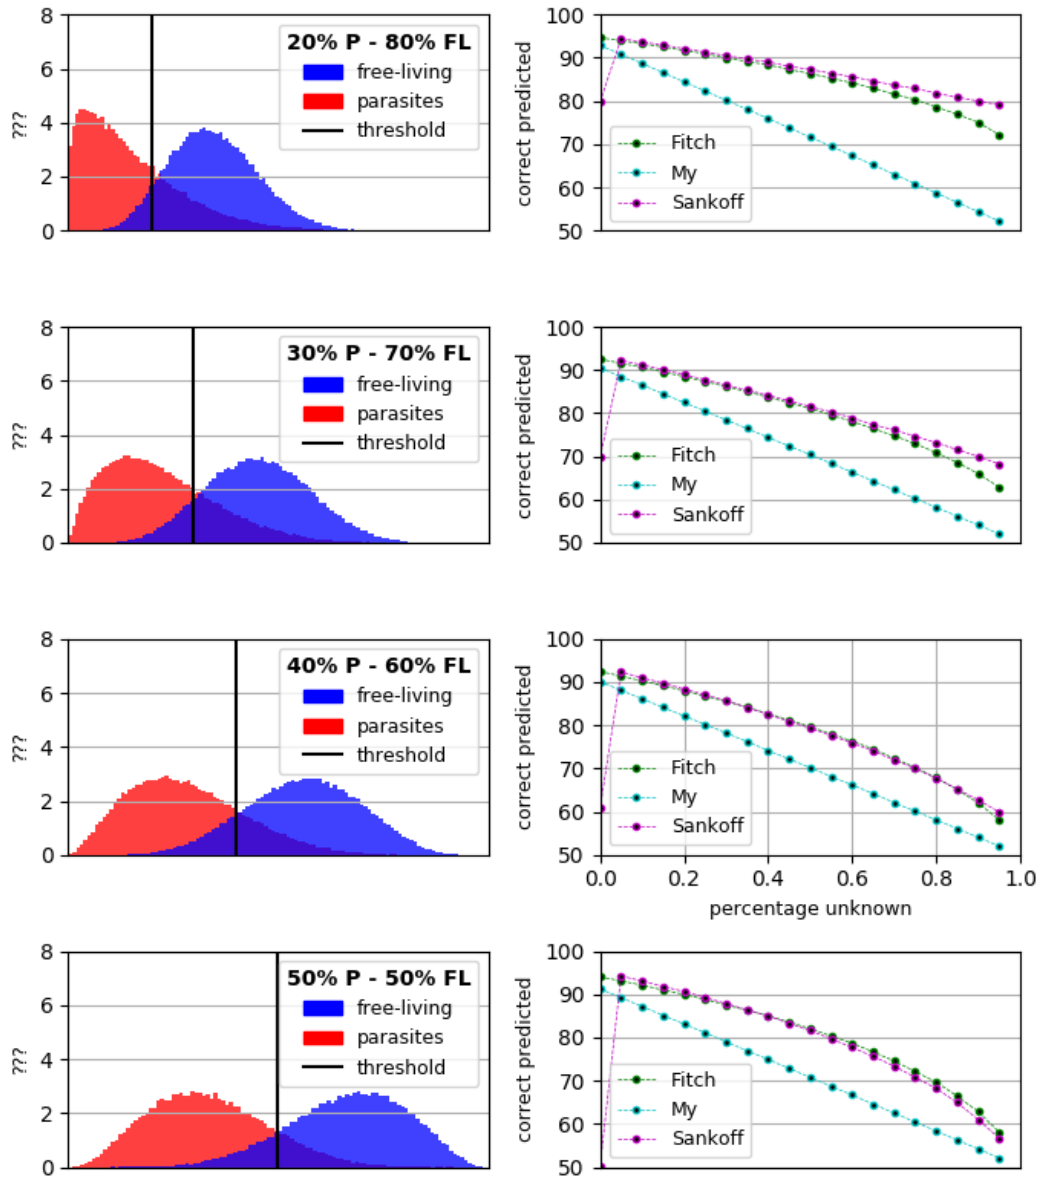 8
6
4
2
0
???
20% P - 80% FL
free-living
parasites
threshold
100
90
80
70
60
50
correct predicted
Fitch
My
Sankoff
8
6
4
2
0
???
30% P - 70% FL
free-living
parasites
threshold
100
90
80
70
60
50
correct predicted
Fitch
My
Sankoff
8
6
4
2
0
???
40% P - 60% FL
free-living
parasites
threshold
100
90
80
70
60
50
correct predicted
Fitch
My
Sankoff
0.0 0.2 0.4 0.6 0.8 1.0
percentage unknown
8
6
4
2
0
???
50% P - 50% FL
free-living
parasites
threshold
100
90
80
70
60
50
correct predicted
Fitch
My
Sankoff